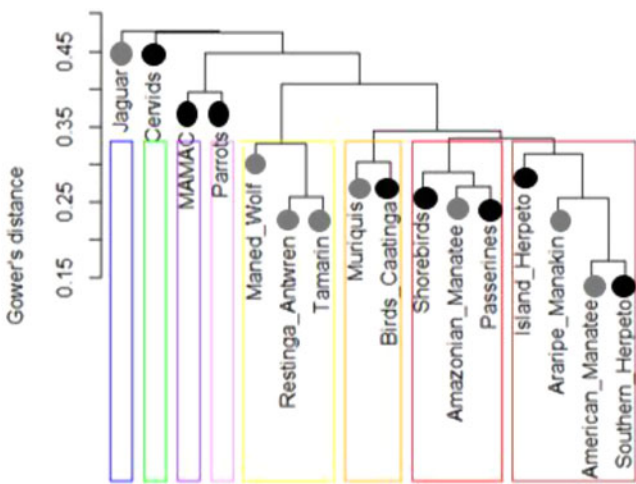 Gower's distance
0.45
0.35
0.25
0.15
Jaguar
Cervids
MAMAC
Parrots
Maned_Wolf
Restinga_Antwren
Tamarin
Muriquis
Birds_Caatinga
Shorebirds
Amazonian_Manatee
Passerines
Island_Herpeto
Araripe_Manakin
American_Manatee
Southern_Herpeto